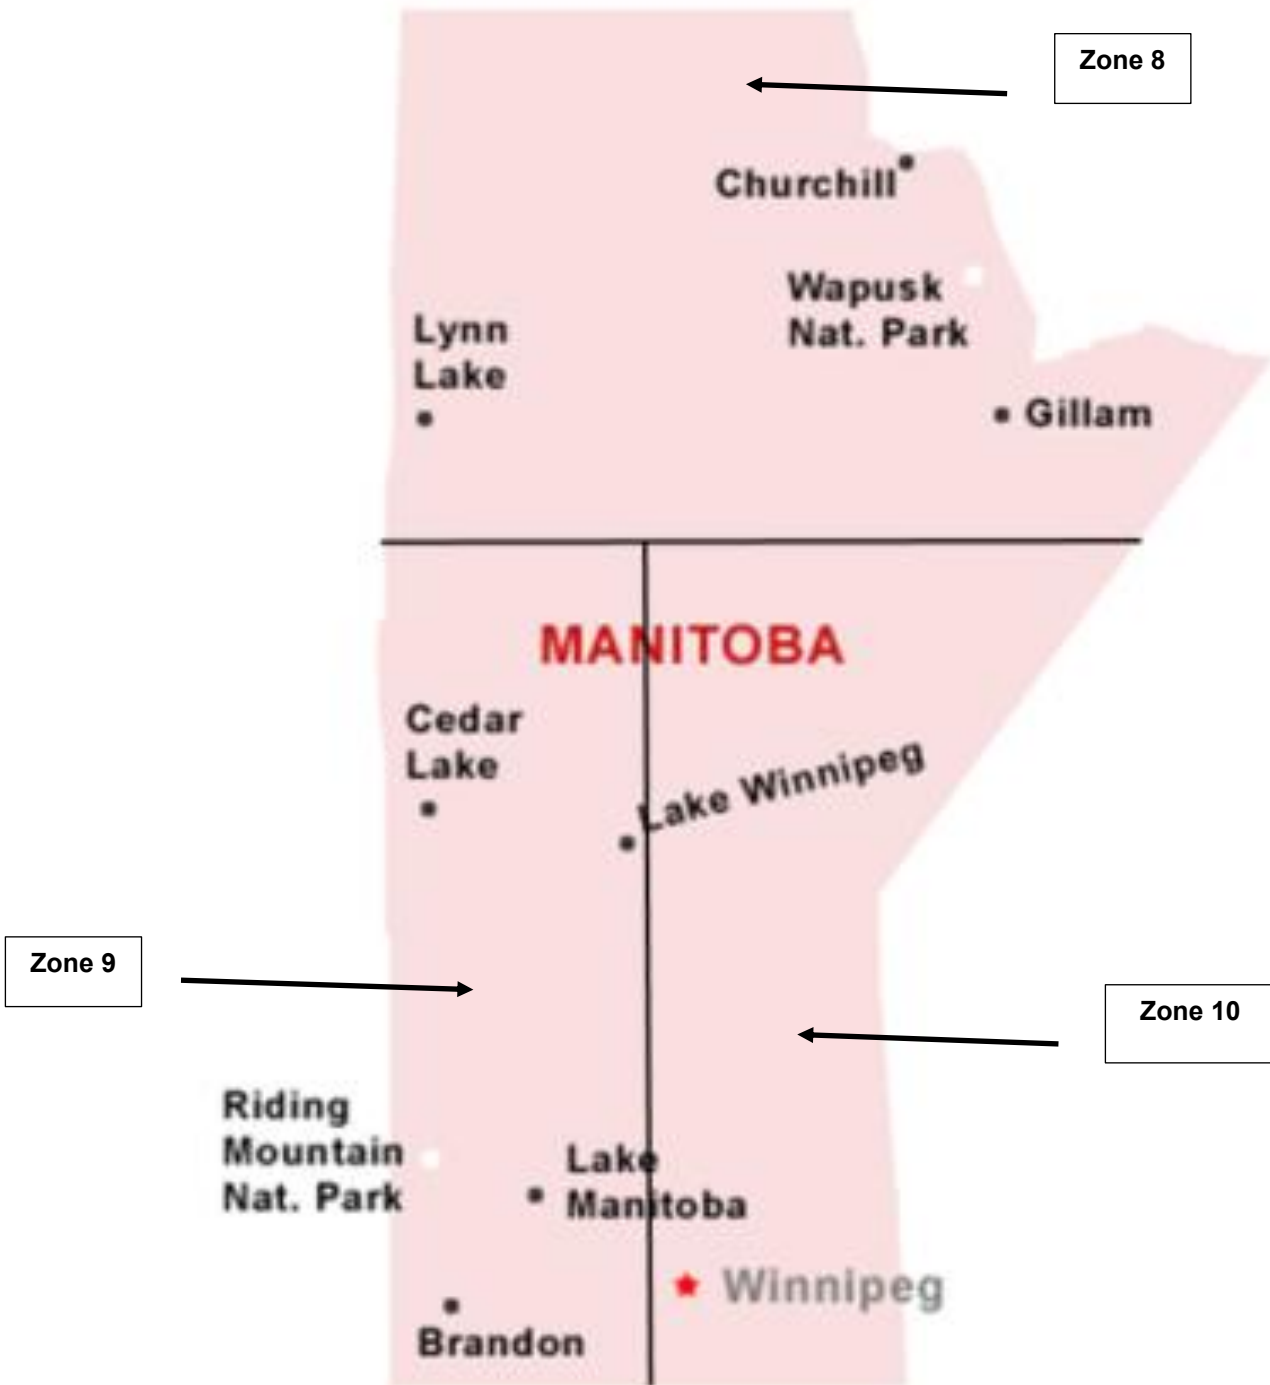 Zone 8
Churchill
Wapusk
Nat. Park
Lynn
Lake
Gillam
MANITOBA
Cedar
Lake
Lake Winnipeg
Zone 9
Zone 10
Riding
Mountain
Nat. Park
Lake
Manitoba
Winnipeg
Brandon